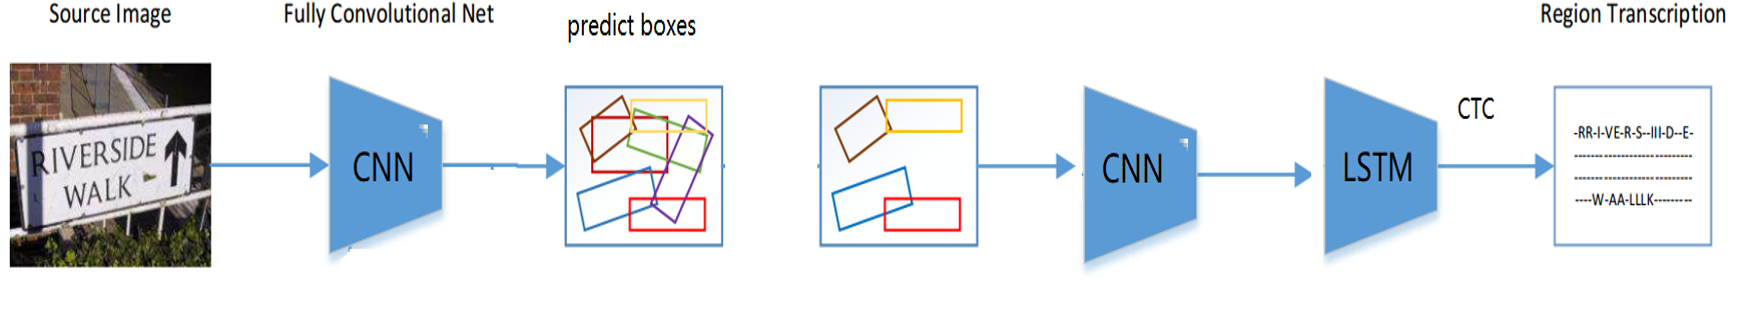 Source Image
Fully Convolutional Net
predict boxes
Region Transcription
RIVERSIDE
WALK
CNN
CNN
LSTM
CTC
-RR-I-VE-R-S--III-D--E-
-----------------------------
-----------------------------
----W-AA-LLLK---------